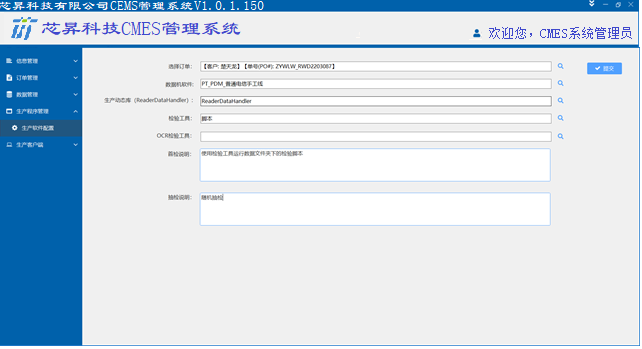 芯昇科技有限公司CEMS管理系统V1.0.1.150
芯昇科技CMES管理系统
欢迎您，CMES系统管理员
信息管理
订单管理
数据管理
生产程序管理
生产软件配置
生产客户端
选择订单:
【客户: 楚天龙】【单号(PO#): ZYWLW_RWD2203087】
提交
数据机软件:
PT_PDM_普通电信手工线
生产动态库（ReaderDataHandler）:
ReaderDataHandler
检验工具:
脚本
OCR检验工具:
首检说明:
使用检验工具运行数据文件夹下的检验脚本
抽检说明:
随机抽检